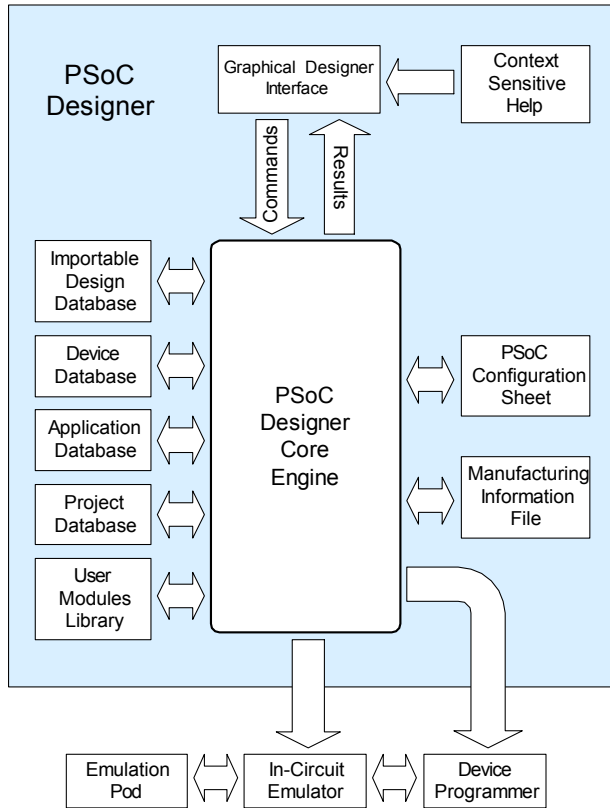 PSoC
Designer
Graphical Designer
Interface
Context
Sensitive
Help
Commands
Results
Importable
Design
Database
Device
Database
Application
Database
Project
Database
User
Modules
Library
PSoC
Designer
Core
Engine
PSoC
Configuration
Sheet
Manufacturing
Information
File
Emulation
Pod
In-Circuit
Emulator
Device
Programmer